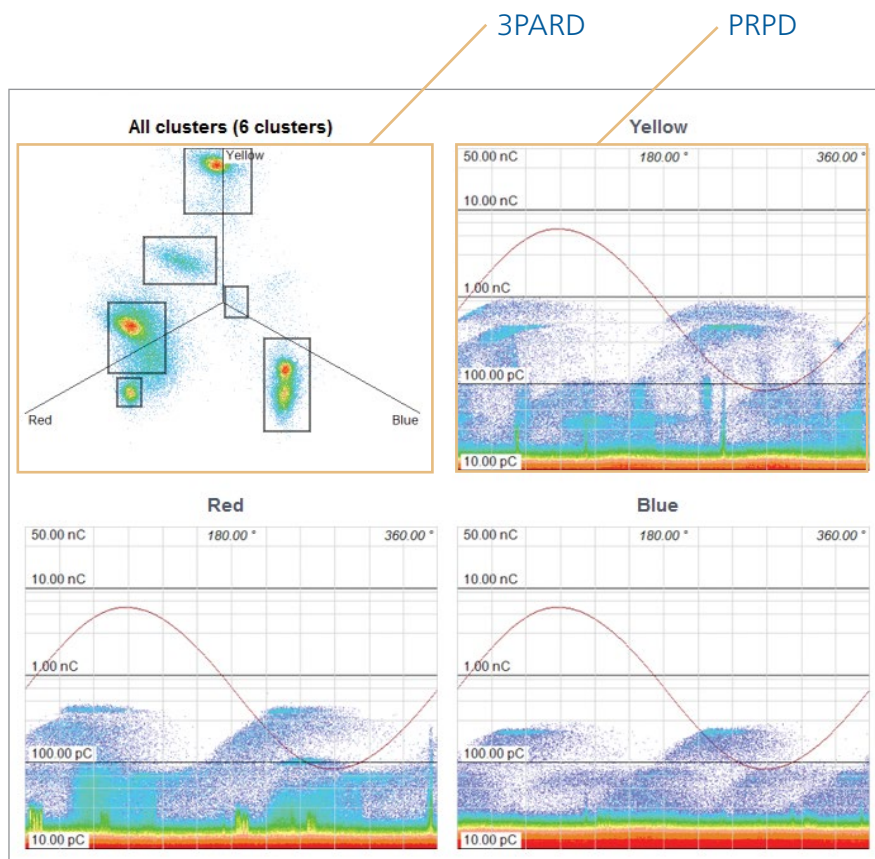 3PARD
PRPD
All clusters (6 clusters)
Yellow
Red
Blue
Yellow
50.00 nC
180.00 °
360.00 °
10.00 nC
1.00 nC
100.00 pC
10.00 pC
Red
50.00 nC
180.00 °
360.00 °
10.00 nC
1.00 nC
100.00 pC
10.00 pC
Blue
50.00 nC
180.00 °
360.00 °
10.00 nC
1.00 nC
100.00 pC
10.00 pC